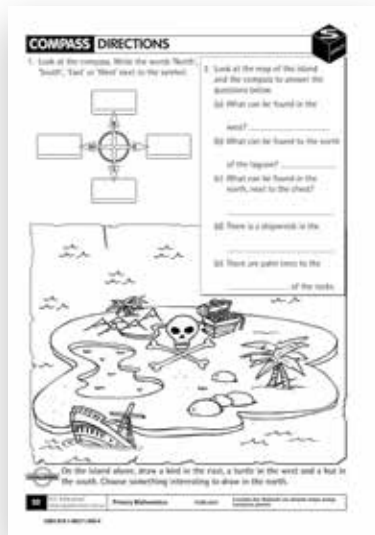 COMPASS DIRECTIONS
1. Look at the compass. Write the words 'North',
'South', 'East' or 'West' next to the symbol.
N
W
E
S
2. Look at the map of the island
and the compass to answer the
questions below.
(a) What can be found in the
west?
(b) What can be found to the north
of the lagoon?
(c) What can be found in the
north, next to the chest?
(d) There is a shipwreck in the
(e) There are palm trees to the
of the rocks.
On the island above, draw a bird in the east, a turtle in the west and a hut in
the south. Choose something interesting to draw in the north.
Primary Mathematics